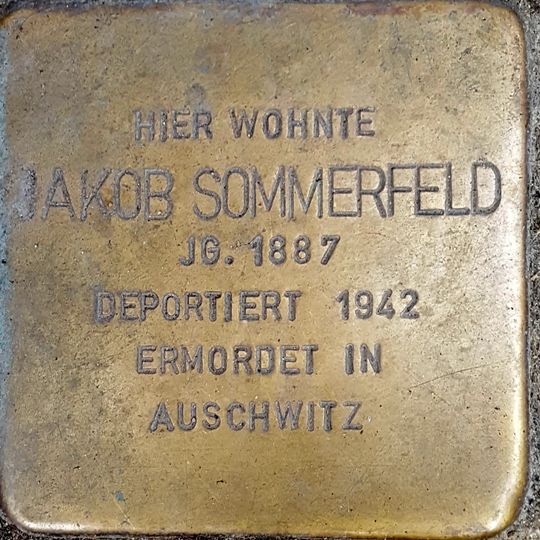 HIER WOHNTE
JAKOB SOMMERFELD
JG. 1887
DEPORTIERT 1942
ERMORDET IN
AUSCHWITZ